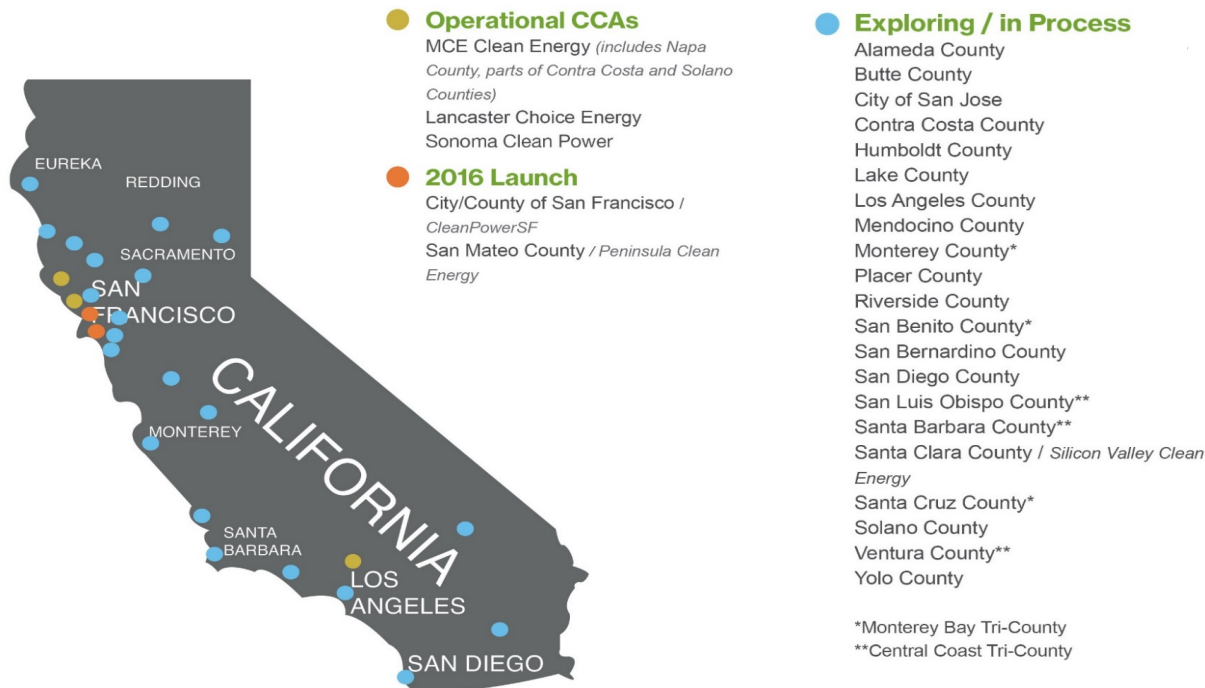 Operational CCAs
MCE Clean Energy (includes Napa
County, parts of Contra Costa and Solano
Counties)
Lancaster Choice Energy
Sonoma Clean Power
2016 Launch
City/County of San Francisco /
CleanPowerSF
San Mateo County / Peninsula Clean
Energy
Exploring / in Process
Alameda County
Butte County
City of San Jose
Contra Costa County
Humboldt County
Lake County
Los Angeles County
Mendocino County
Monterey County*
Placer County
Riverside County
San Benito County*
San Bernardino County
San Diego County
San Luis Obispo County**
Santa Barbara County**
Santa Clara County / Silicon Valley Clean
Energy
Santa Cruz County*
Solano County
Ventura County**
Yolo County
*Monterey Bay Tri-County
**Central Coast Tri-County
EUREKA
REDDING
SACRAMENTO
SAN
FRANCISCO
CALIFORNIA
MONTEREY
SANTA
BARBARA
LOS
ANGELES
SAN DIEGO